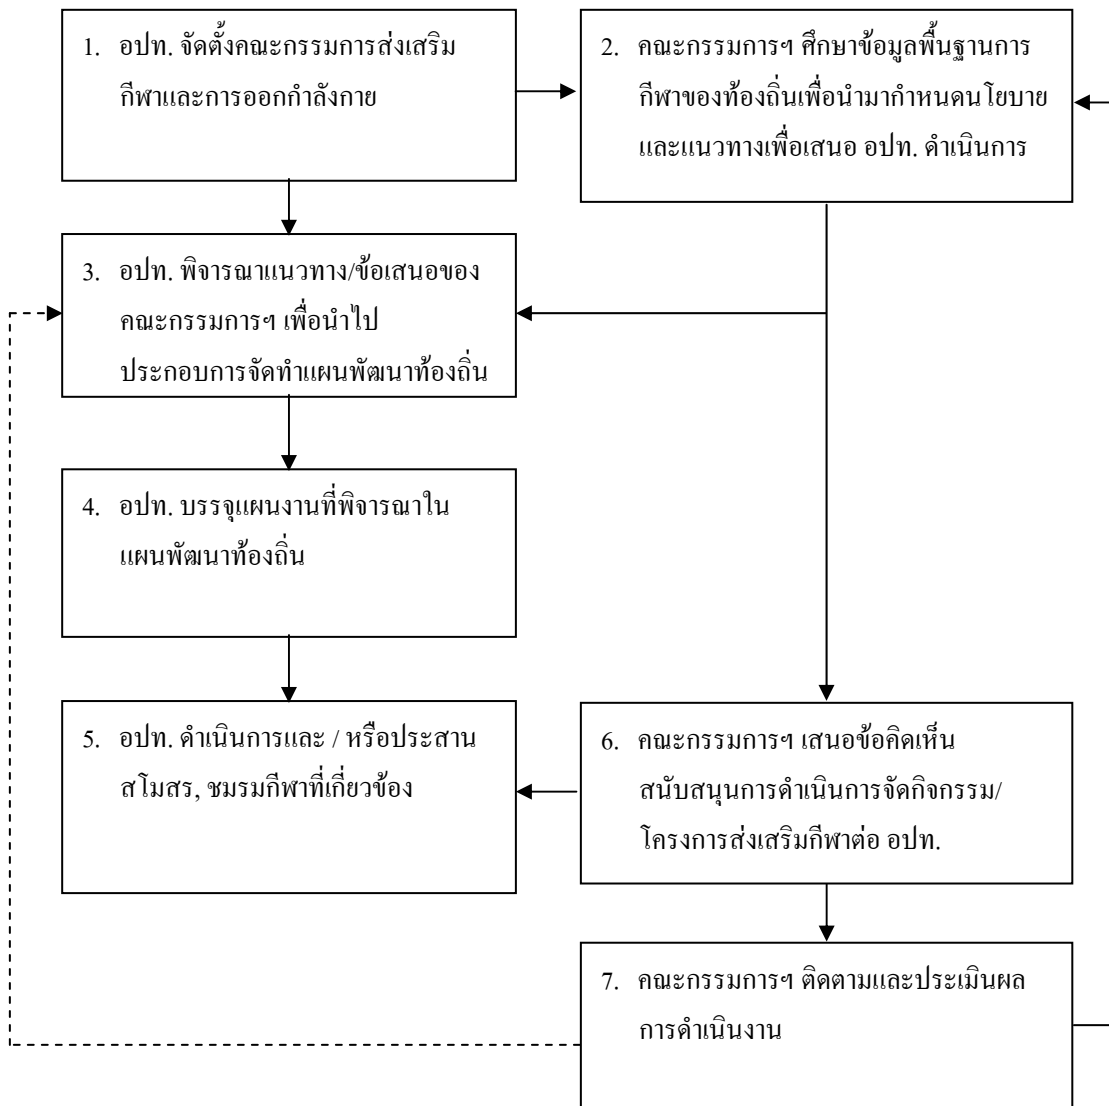 1. อปท. จัดตั้งคณะกรรมการส่งเสริม
กีฬาและการออกกำลังกาย
2. คณะกรรมการฯ ศึกษาข้อมูลพื้นฐานการ
กีฬาของท้องถิ่นเพื่อนำมากำหนดนโยบาย
และแนวทางเพื่อเสนอ อปท. ดำเนินการ
3. อปท. พิจารณาแนวทาง/ข้อเสนอของ
คณะกรรมการฯ เพื่อนำไป
ประกอบการจัดทำแผนพัฒนาท้องถิ่น
4. อปท. บรรจุแผนงานที่พิจารณาใน
แผนพัฒนาท้องถิ่น
5. อปท. ดำเนินการและ / หรือประสาน
สโมสร, ชมรมกีฬาที่เกี่ยวข้อง
6. คณะกรรมการฯ เสนอข้อคิดเห็น
สนับสนุนการดำเนินการจัดกิจกรรม/
โครงการส่งเสริมกีฬาต่อ อปท.
7. คณะกรรมการฯ ติดตามและประเมินผล
การดำเนินงาน